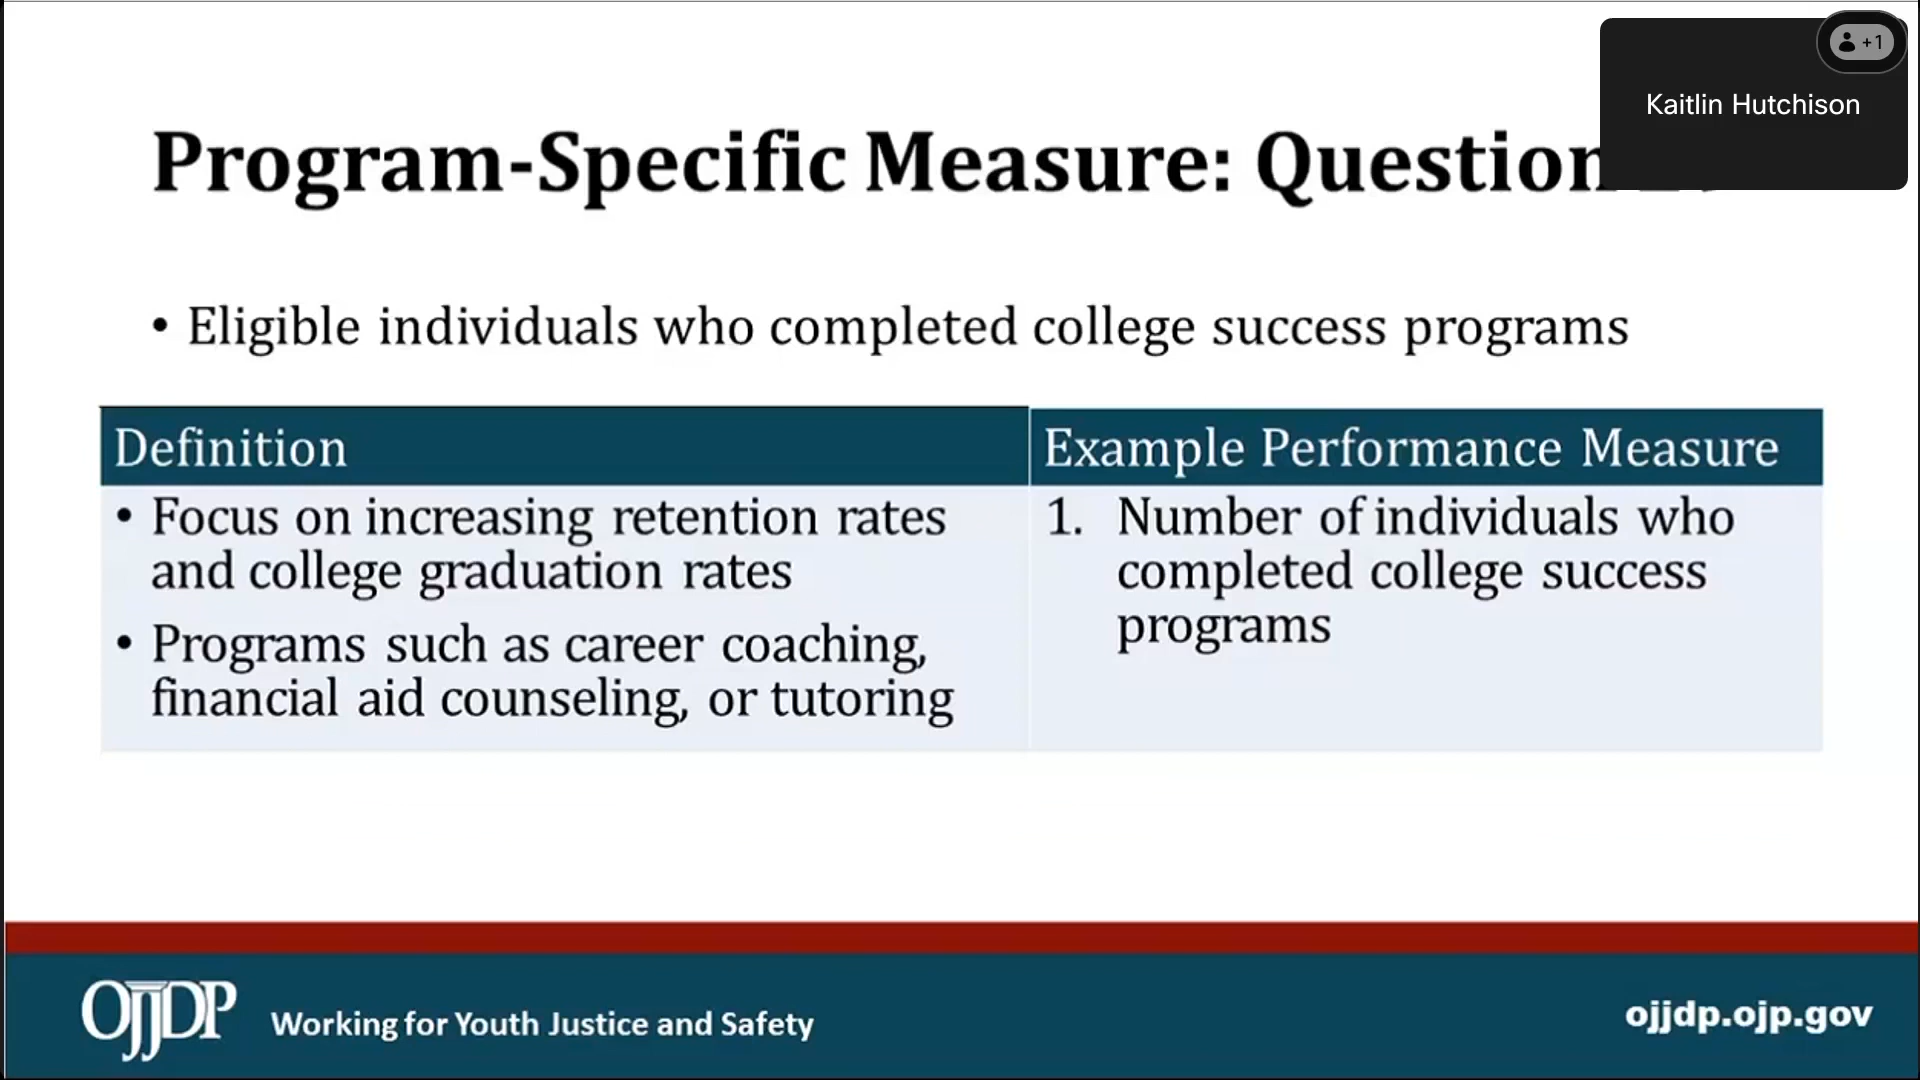 +1
Kaitlin Hutchison
Program-Specific Measure: Question
• Eligible individuals who completed college success programs
Definition
• Focus on increasing retention rates
and college graduation rates
• Programs such as career coaching,
financial aid counseling, or tutoring
Example Performance Measure
1. Number of individuals who
completed college success
programs
OJJDP
Working for Youth Justice and Safety
ojjdp.ojp.gov